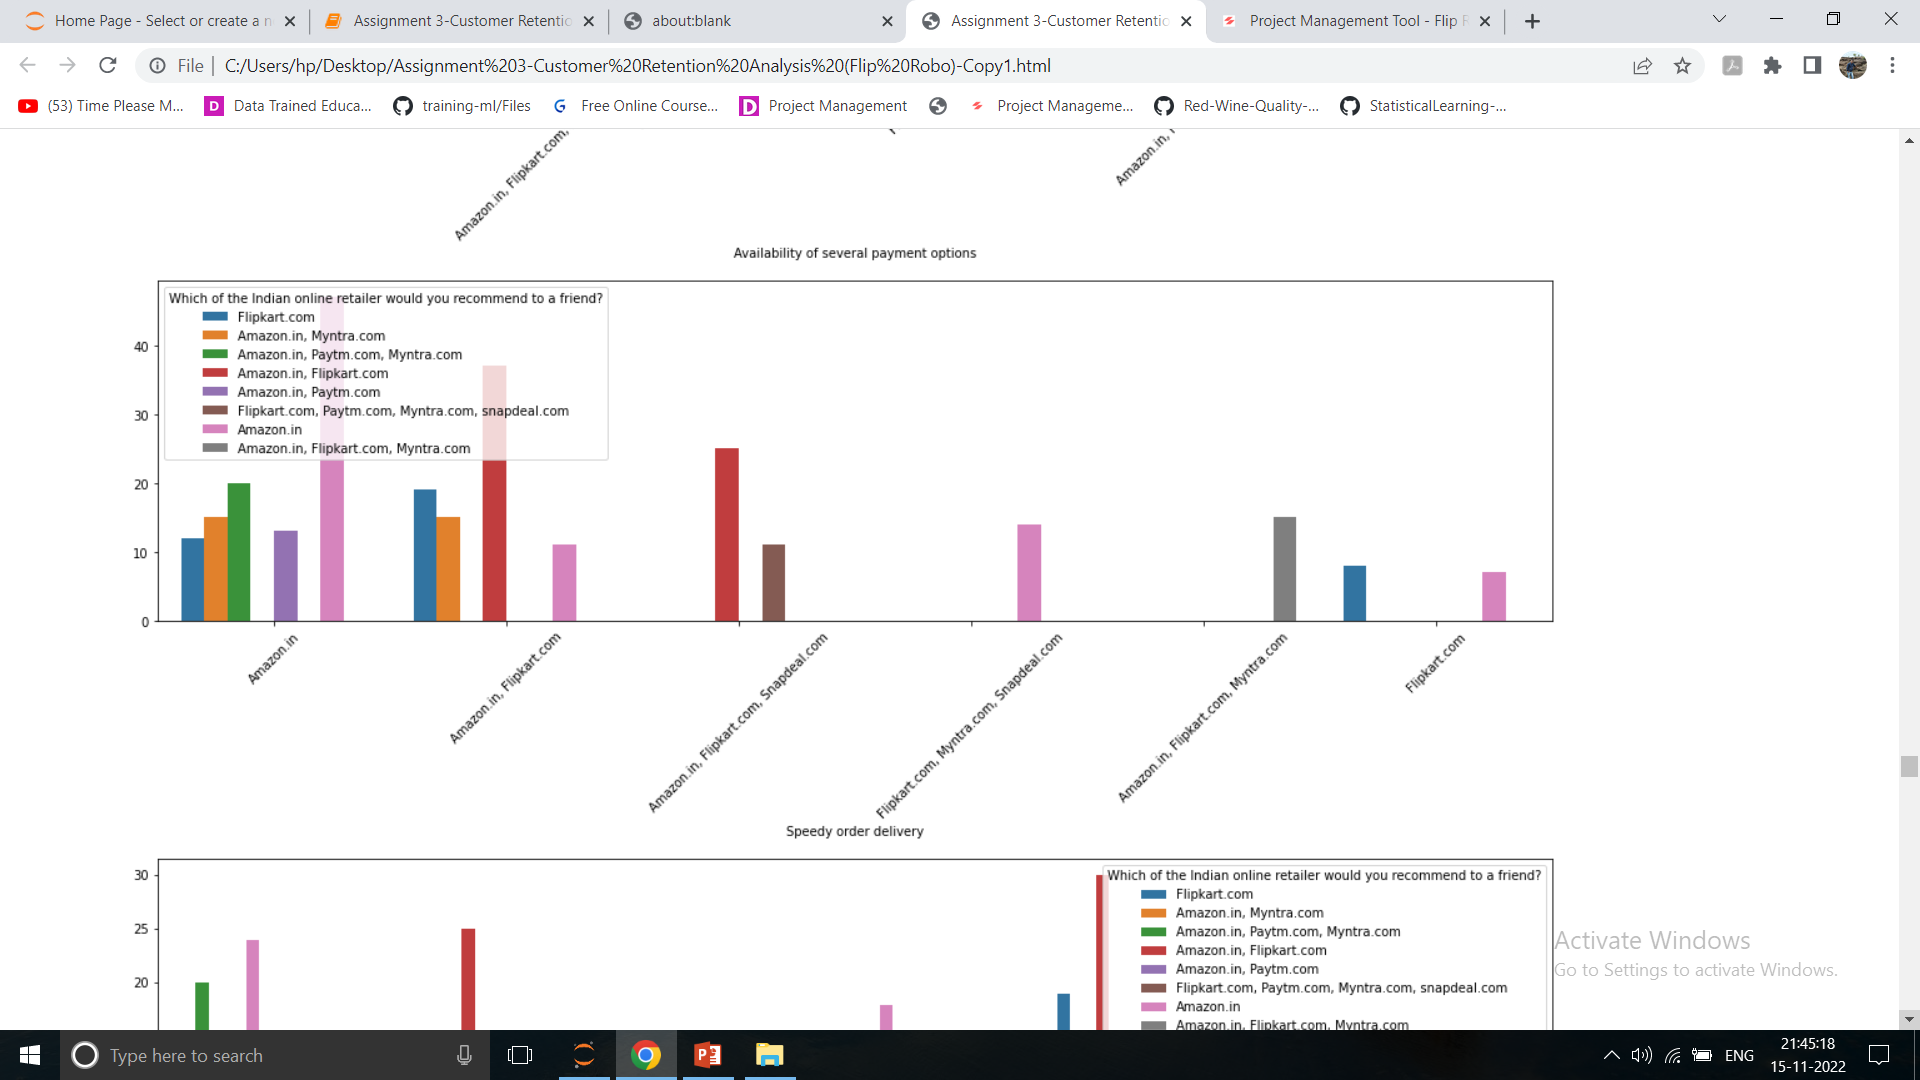 Home Page - Select or create a n
Assignment 3-Customer Retentio
about:blank
Assignment 3-Customer Retentio
Project Management Tool - Flip R
File
C:/Users/hp/Desktop/Assignment%203-Customer%20Retention%20Analysis%20(Flip%20Robo)-Copy1.html
(53) Time Please M...
Data Trained Educa...
training-ml/Files
Free Online Course...
Project Management
Project Manageme...
Red-Wine-Quality-...
StatisticalLearning-...
Amazon.in, Flipkart.com,
Amazon.in,
Availability of several payment options
Which of the Indian online retailer would you recommend to a friend?
Flipkart.com
Amazon.in, Myntra.com
Amazon.in, Paytm.com, Myntra.com
Amazon.in, Flipkart.com
Amazon.in, Paytm.com
Flipkart.com, Paytm.com, Myntra.com, snapdeal.com
Amazon.in
Amazon.in, Flipkart.com, Myntra.com
40
30
20
10
0
Amazon.in
Amazon.in, Flipkart.com
Amazon.in, Flipkart.com, Snapdeal.com
Flipkart.com, Myntra.com, Snapdeal.com
Amazon.in, Flipkart.com, Myntra.com
Flipkart.com
Speedy order delivery
30
25
20
Which of the Indian online retailer would you recommend to a friend?
Flipkart.com
Amazon.in, Myntra.com
Amazon.in, Paytm.com, Myntra.com
Amazon.in, Flipkart.com
Amazon.in, Paytm.com
Flipkart.com, Paytm.com, Myntra.com, snapdeal.com
Amazon.in
Amazon.in, Flipkart.com, Myntra.com
Activate Windows
Go to Settings to activate Windows.
Type here to search
ENG
21:45:18
15-11-2022